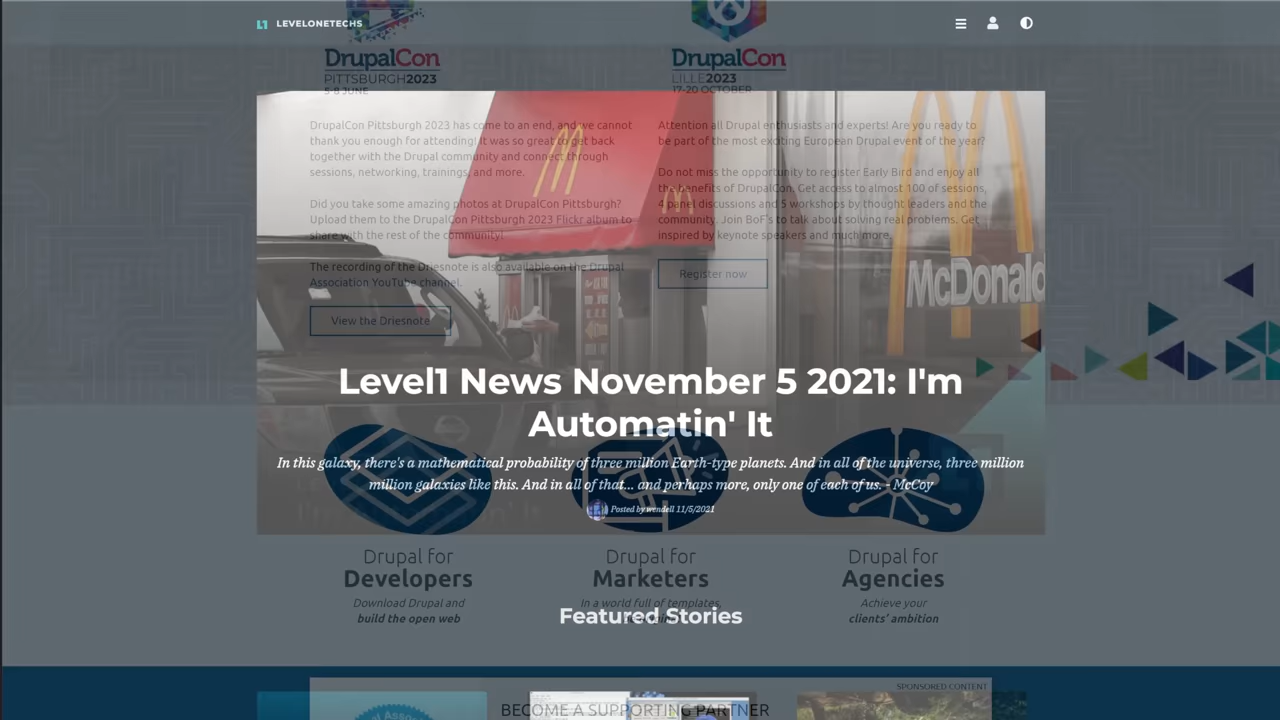 LEVELONETECHS
DrupalCon
PITTSBURGH2023
5-8 JUNE
DrupalCon
LILLE2023
17-20 OCTOBER
DrupalCon Pittsburgh 2023 has come to an end, and we cannot
thank you enough for attending! It was so great to get back
together with the Drupal community and connect through
sessions, networking, trainings, and more.
Did you take some amazing photos at DrupalCon Pittsburgh?
Upload them to the DrupalCon Pittsburgh 2023 Flickr album to
share with the rest of the community!
The recording of the Driesnote is also available on the Drupal
Association YouTube channel.
View the Driesnote
Attention all Drupal enthusiasts and experts! Are you ready to
be part of the most exciting European Drupal event of the year?
Do not miss the opportunity to register Early Bird and enjoy all
the benefits of DrupalCon. Get access to almost 100 of sessions,
4 panel discussions and 5 workshops by thought leaders and the
community. Join BoF's to talk about solving real problems. Get
inspired by keynote speakers and much more.
Register now
McDonald
Level1 News November 5 2021: I'm
Automatin' It
In this galaxy, there's a mathematical probability of three million Earth-type planets. And in all of the universe, three million
million galaxies like this. And in all of that... and perhaps more, only one of each of us. - McCoy
Posted by wendell 11/5/2021
Drupal for
Developers
Download Drupal and
build the open web
Drupal for
Marketers
In a world full of templates,
Drupal for
Agencies
Achieve your
clients' ambition
Featured Stories
SPONSORED CONTENT
BECOME A SUPPORTING PARTNER